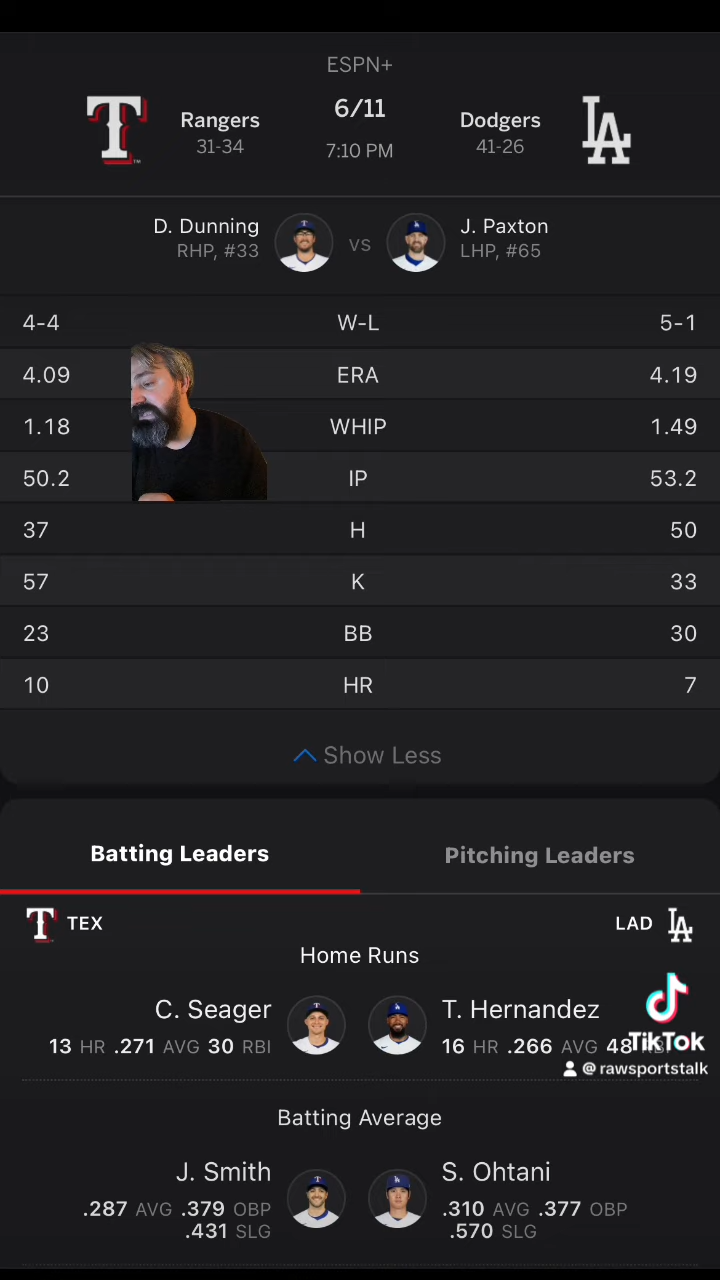 ESPN+
Rangers 6/11 Dodgers
31-34 7:10 PM 41-26
D. Dunning vs J. Paxton
RHP, #33 LHP, #65
4-4 W-L 5-1
4.09 ERA 4.19
1.18 WHIP 1.49
50.2 IP 53.2
37 H 50
57 K 33
23 BB 30
10 HR 7
Show Less
Batting Leaders Pitching Leaders
T TEX LAD LA
Home Runs
C. Seager T. Hernandez
13 HR .271 AVG 30 RBI 16 HR .266 AVG 48
TikTok
@rawsportstalk
Batting Average
J. Smith S. Ohtani
.287 AVG .379 OBP .310 AVG .377 OBP
.431 SLG .570 SLG